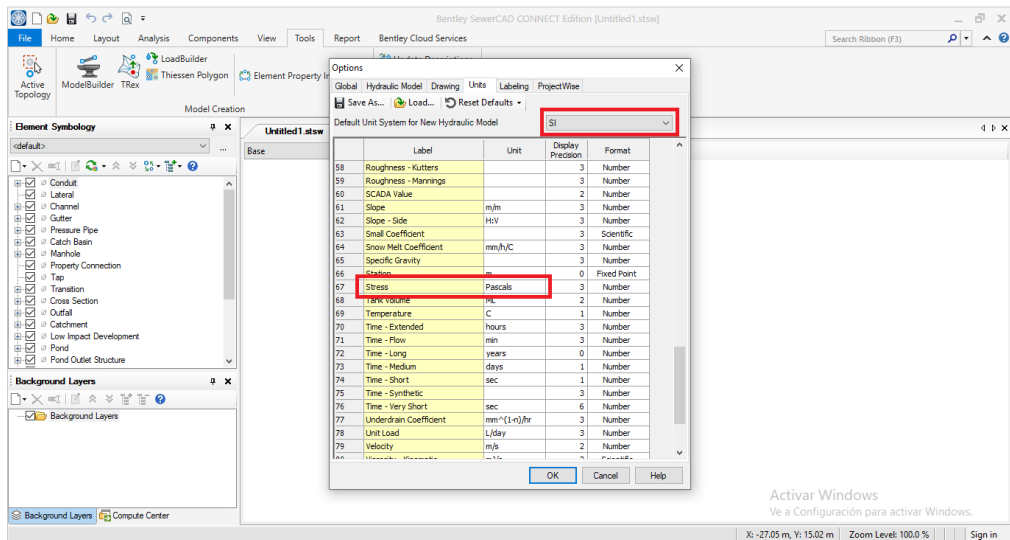 Bentley SewerCAD CONNECT Edition [Untitled1.stsw]
File Home Layout Analysis Components View Tools Report Bentley Cloud Services
Search Ribbon (F3)
Active
Topology
ModelBuilder
TRex
LoadBuilder
Thiessen Polygon
Element Property
Model Creation
Element Symbology
<default>
Conduit
Lateral
Channel
Gutter
Pressure Pipe
Catch Basin
Manhole
Property Connection
Tap
Transition
Cross Section
Outfall
Catchment
Low Impact Development
Pond
Pond Outlet Structure
Background Layers
Background Layers
Background Layers
Compute Center
Untitled1.stsw
Base
Options
Global Hydraulic Model Drawing Units Labeling ProjectWise
Save As... Load... Reset Defaults
Default Unit System for New Hydraulic Model SI
Label Unit Display Precision Format
58 Roughness - Kutters 3 Number
59 Roughness - Mannings 3 Number
60 SCADA Value 2 Number
61 Slope m/m 3 Number
62 Slope - Side H:V 3 Number
63 Small Coefficient 3 Scientific
64 Snow Melt Coefficient mm/h/C 3 Number
65 Specific Gravity 3 Number
66 Station m 0 Fixed Point
67 Stress Pascals 3 Number
68 Tank Volume ML 2 Number
69 Temperature C 1 Number
70 Time - Extended hours 3 Number
71 Time - Flow min 3 Number
72 Time - Long years 0 Number
73 Time - Medium days 1 Number
74 Time - Short sec 1 Number
75 Time - Synthetic 3 Number
76 Time - Very Short sec 6 Number
77 Underdrain Coefficient mm^(1-n)/hr 3 Number
78 Unit Load L/day 3 Number
79 Velocity m/s 2 Number
OK Cancel Help
Activar Windows
Ve a Configuración para activar Windows.
X: -27.05 m, Y: 15.02 m Zoom Level: 100.0 % Sign in